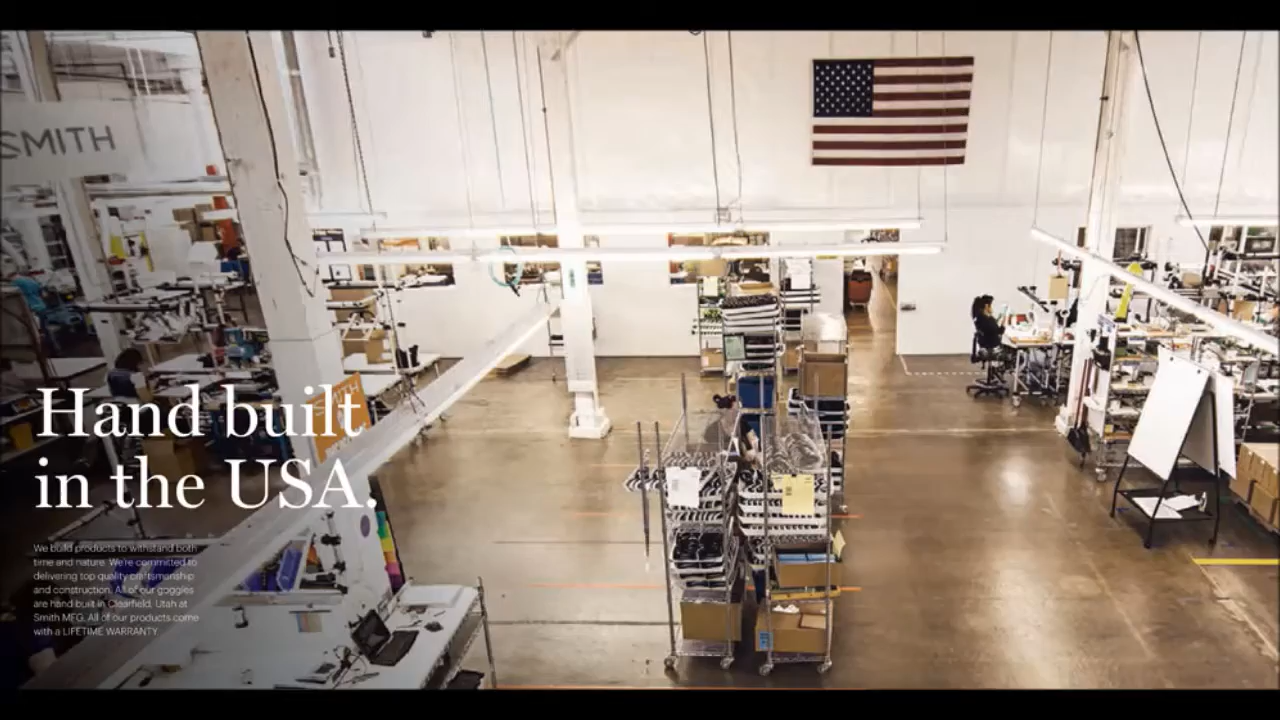 SMITH
Hand built
in the USA.
We build products to withstand both
time and nature. We're committed to
delivering top quality craftsmanship
and construction. All of our goggles
are hand built in Clearfield, Utah at
Smith MFG. All of our products come
with a LIFETIME WARRANTY